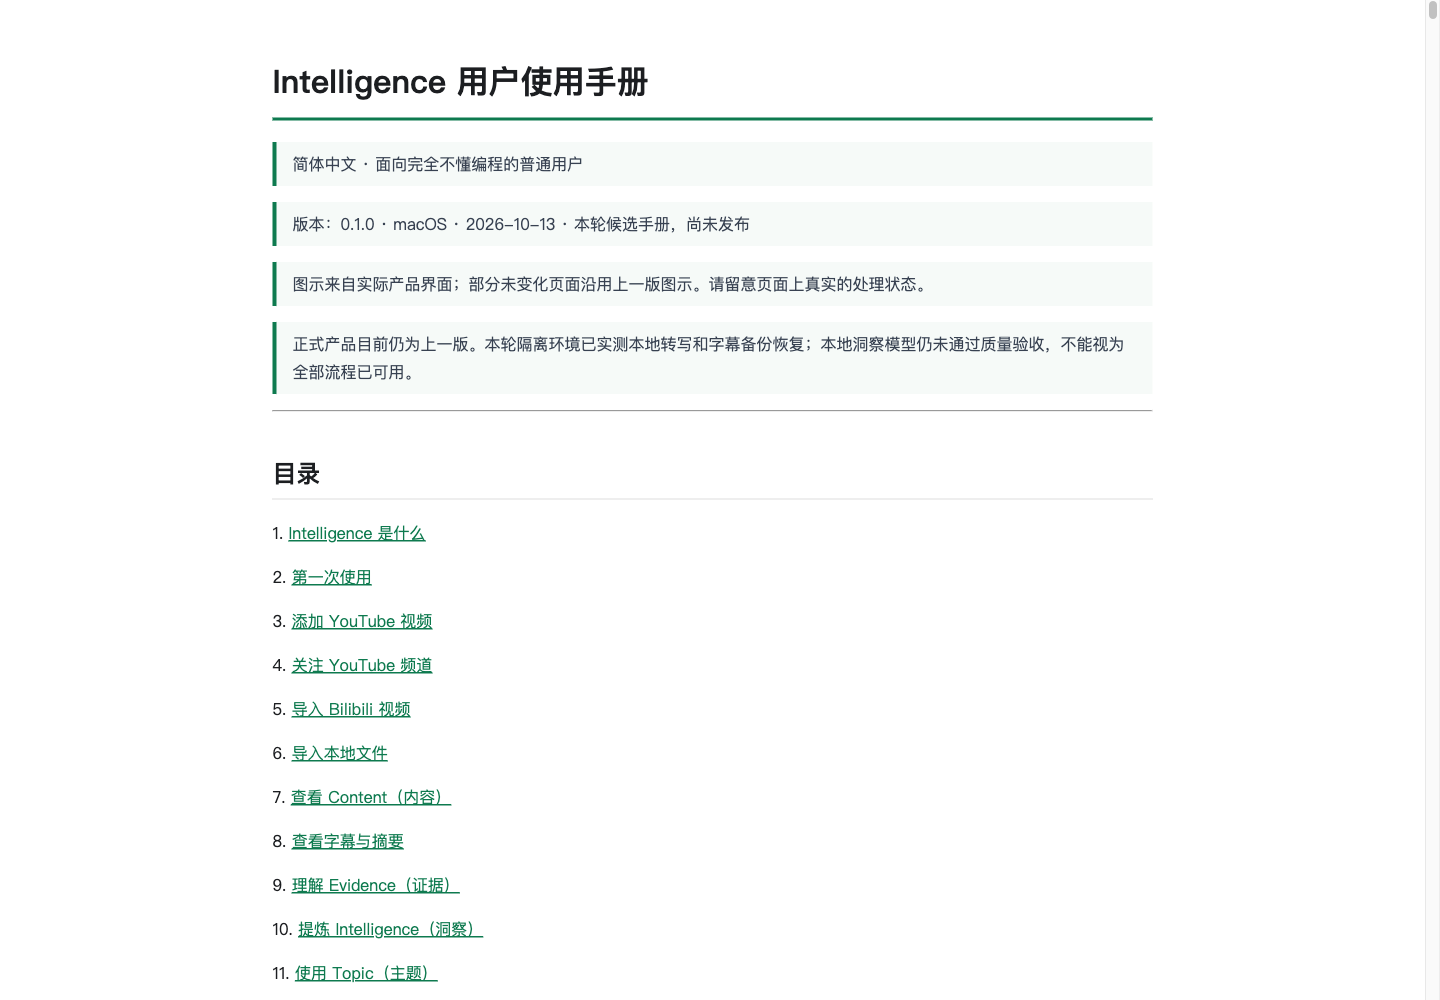 Intelligence 用户使用手册
简体中文 · 面向完全不懂编程的普通用户
版本：0.1.0 · macOS · 2026-10-13 · 本轮候选手册，尚未发布
图示来自实际产品界面；部分未变化页面沿用上一版图示。请留意页面上真实的处理状态。
正式产品目前仍为上一版。本轮隔离环境已实测本地转写和字幕备份恢复；本地洞察模型仍未通过质量验收，不能视为
全部流程已可用。
目录
1. Intelligence 是什么
2. 第一次使用
3. 添加 YouTube 视频
4. 关注 YouTube 频道
5. 导入 Bilibili 视频
6. 导入本地文件
7. 查看 Content（内容）
8. 查看字幕与摘要
9. 理解 Evidence（证据）
10. 提炼 Intelligence（洞察）
11. 使用 Topic（主题）